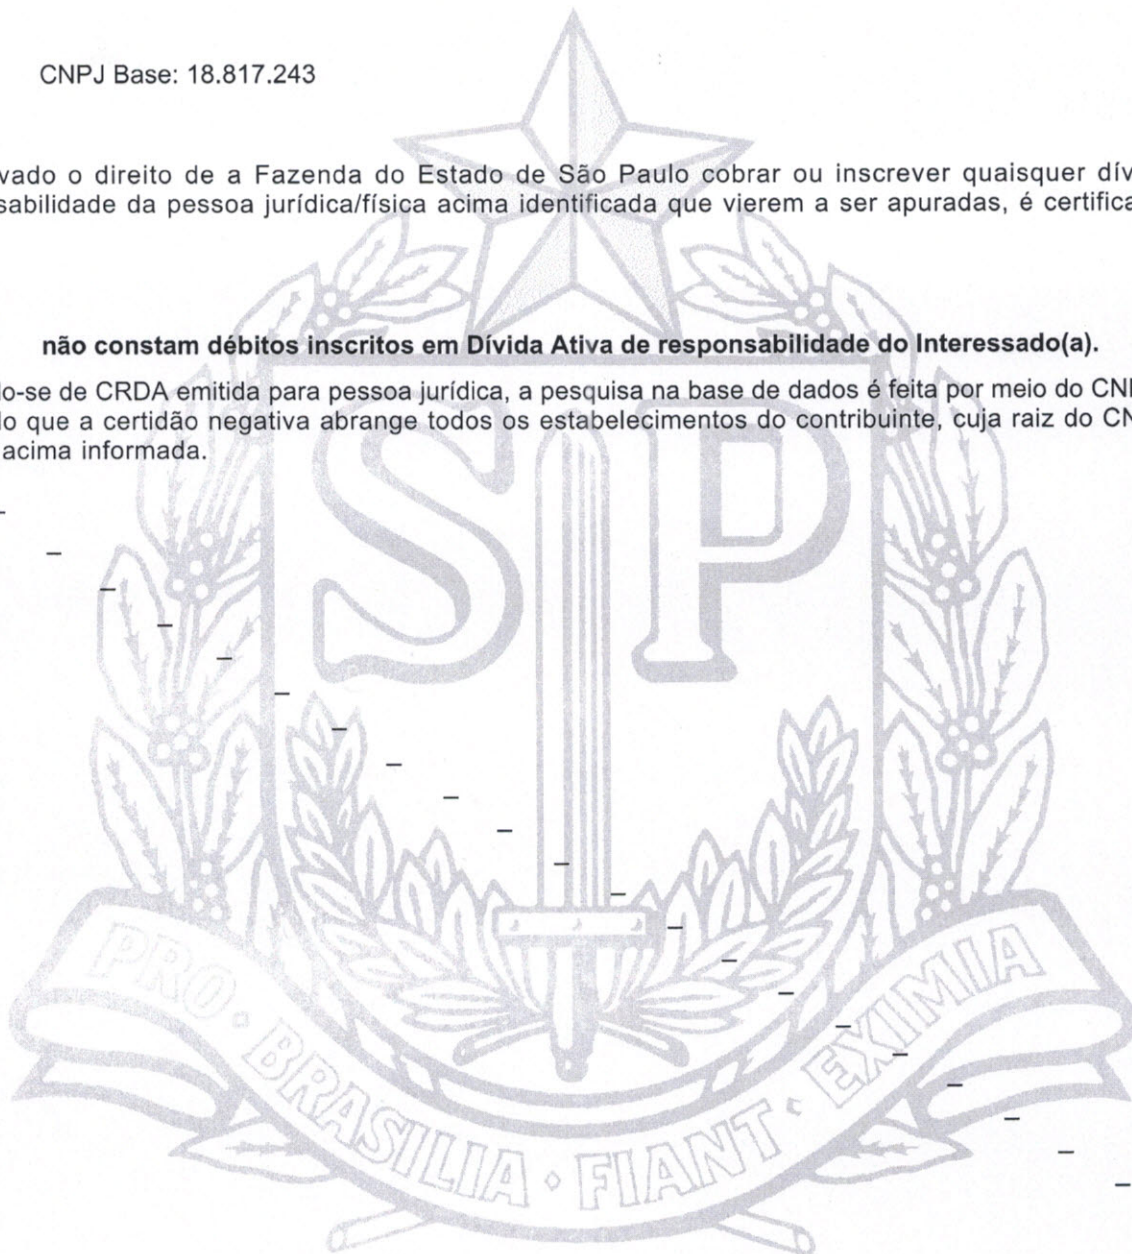 CNPJ Base: 18.817.243
vado o direito de a Fazenda do Estado de São Paulo cobrar ou inscrever quaisquer dív
sabilidade da pessoa jurídica/física acima identificada que vierem a ser apuradas, é certifica
não constam débitos inscritos em Dívida Ativa de responsabilidade do Interessado(a).
do-se de CRDA emitida para pessoa jurídica, a pesquisa na base de dados é feita por meio do CN
do que a certidão negativa abrange todos os estabelecimentos do contribuinte, cuja raiz do CN
acima informada.
SP
PRO · BRASILIA · FIANT · EXIMIA